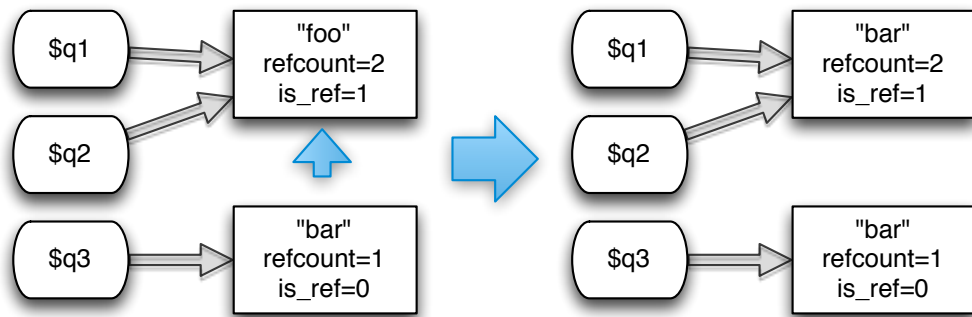 $q1
"foo"
refcount=2
is_ref=1
$q2
$q3
"bar"
refcount=1
is_ref=0
$q1
"bar"
refcount=2
is_ref=1
$q2
$q3
"bar"
refcount=1
is_ref=0